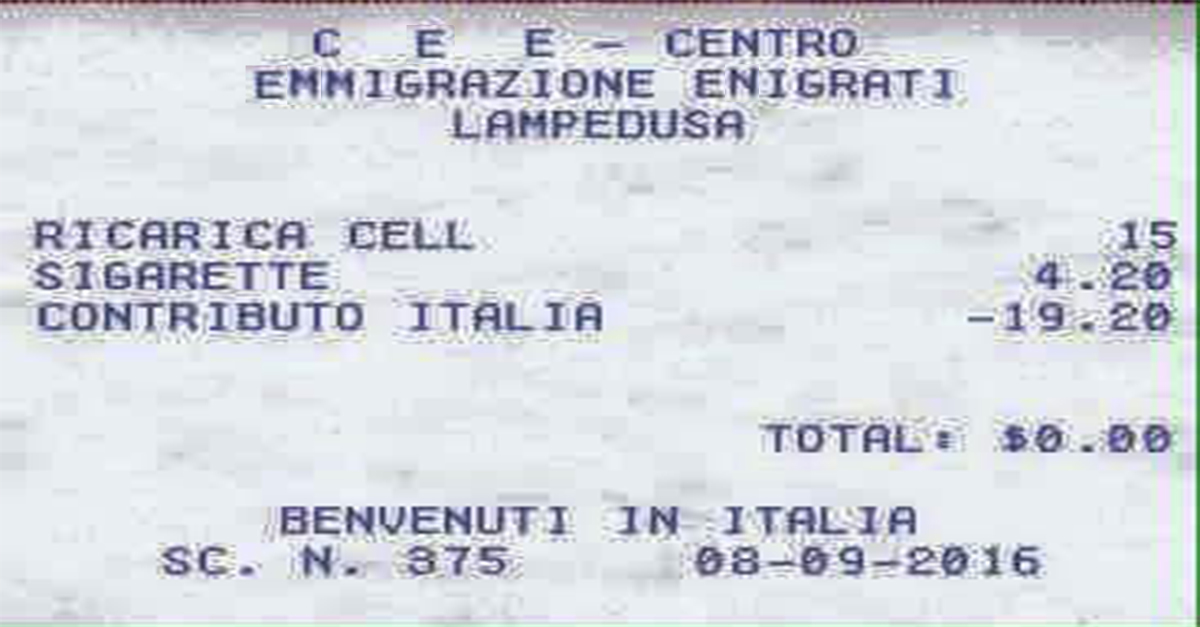 C E E - CENTRO
EMMIGRAZIONE ENIGRATI
LAMPEDUSA
RICARICA CELL 15
SIGARETTE 4.20
CONTRIBUTO ITALIA -19.20
TOTAL: $0.00
BENVENUTI IN ITALIA
SC. N. 375 08-09-2016